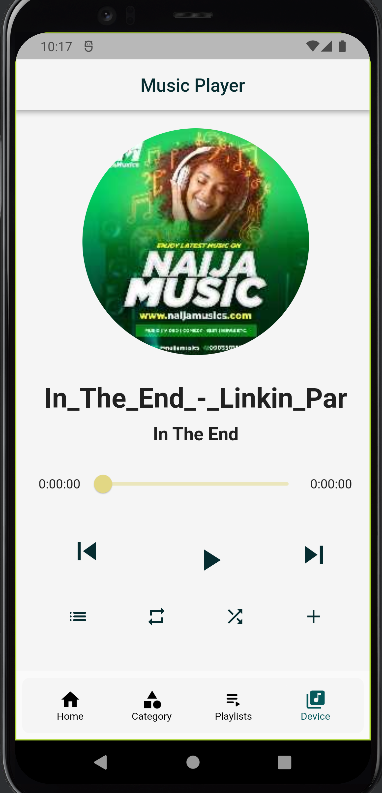 10:17
Music Player
ENJOY LATEST MUSIC ON
NAIJA
MUSIC
www.naijamusics.com
In_The_End_-_Linkin_Par
In The End
0:00:00 0:00:00
Home Category Playlists Device